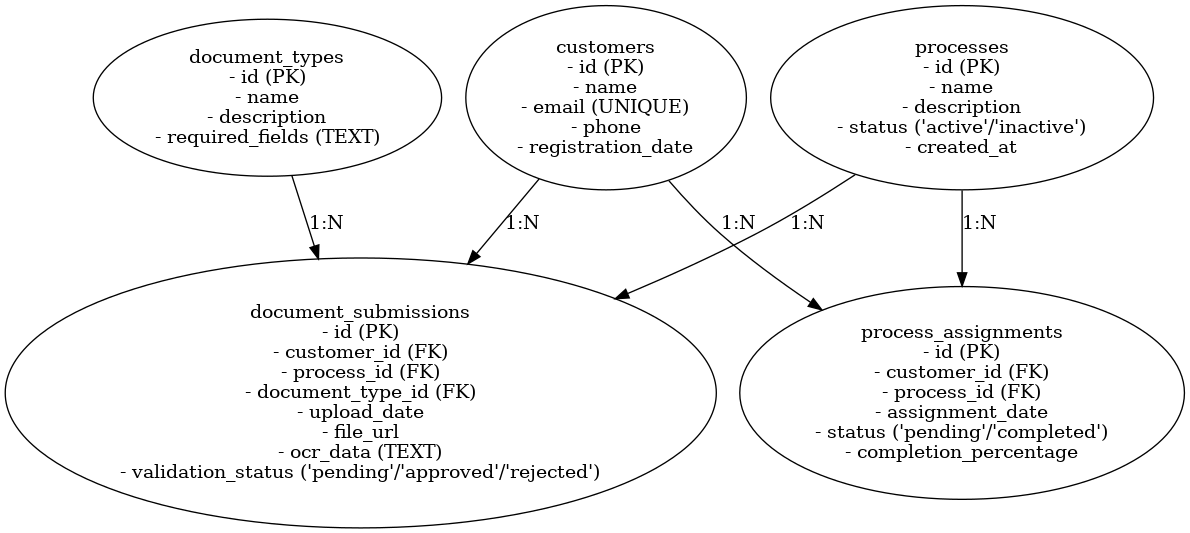 document_types
- id (PK)
- name
- description
- required_fields (TEXT)
customers
- id (PK)
- name
- email (UNIQUE)
- phone
- registration_date
processes
- id (PK)
- name
- description
- status ('active'/'inactive')
- created_at
1:N
1:N
1:N
1:N
1:N
document_submissions
- id (PK)
- customer_id (FK)
- process_id (FK)
- document_type_id (FK)
- upload_date
- file_url
- ocr_data (TEXT)
- validation_status ('pending'/'approved'/'rejected')
process_assignments
- id (PK)
- customer_id (FK)
- process_id (FK)
- assignment_date
- status ('pending'/'completed')
- completion_percentage